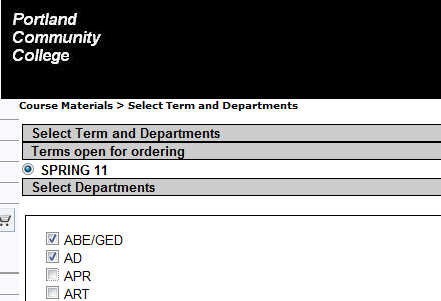 Portland
Community
College
Course Materials > Select Term and Departments
Select Term and Departments
Terms open for ordering
SPRING 11
Select Departments
ABE/GED
AD
APR
ART